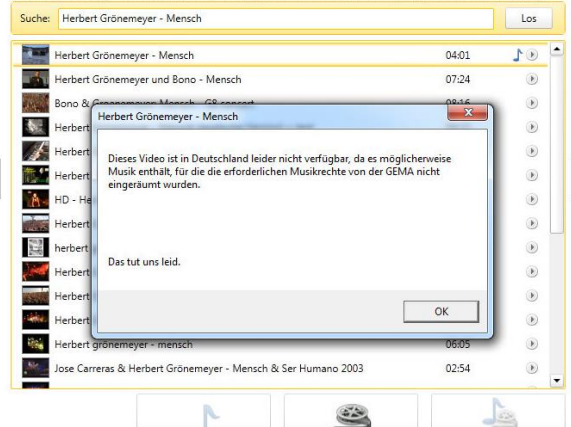 Suche: Herbert Grönemeyer - Mensch Los
Herbert Grönemeyer - Mensch 04:01
Herbert Grönemeyer und Bono - Mensch 07:24
Bono &
Herbert Grönemeyer - Mensch
Herbert
Herbert
Dieses Video ist in Deutschland leider nicht verfügbar, da es möglicherweise
Musik enthält, für die die erforderlichen Musikrechte von der GEMA nicht
eingeräumt wurden.
Herbert
HD - He
Herbert
herbert
Das tut uns leid.
Herbert
Herbert
Herbert
OK
Herbert grönemeyer - mensch 06:05
Jose Carreras & Herbert Grönemeyer - Mensch & Ser Humano 2003 02:54